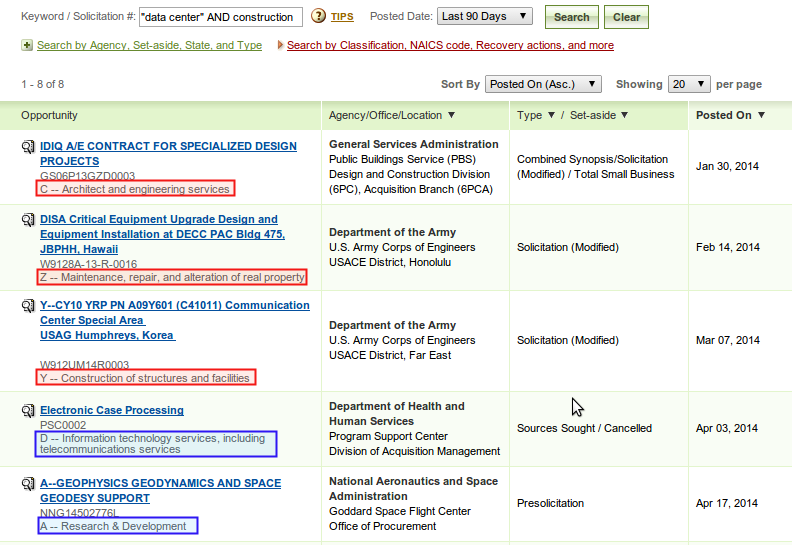 Keyword / Solicitation #: "data center" AND construction ? TIPS Posted Date: Last 90 Days Search Clear
Search by Agency, Set-aside, State, and Type Search by Classification, NAICS code, Recovery actions, and more
1 - 8 of 8 Sort By Posted On (Asc.) Showing 20 per page
Opportunity Agency/Office/Location Type / Set-aside Posted On
IDIQ A/E CONTRACT FOR SPECIALIZED DESIGN
PROJECTS
GS06P13GZD0003
C -- Architect and engineering services
General Services Administration
Public Buildings Service (PBS)
Design and Construction Division
(6PC), Acquisition Branch (6PCA)
Combined Synopsis/Solicitation
(Modified) / Total Small Business
Jan 30, 2014
DISA Critical Equipment Upgrade Design and
Equipment Installation at DECC PAC Bldg 475,
JBPHH, Hawaii
W9128A-13-R-0016
Z -- Maintenance, repair, and alteration of real property
Department of the Army
U.S. Army Corps of Engineers
USACE District, Honolulu
Solicitation (Modified)
Feb 14, 2014
Y--CY10 YRP PN A09Y601 (C41011) Communication
Center Special Area
USAG Humphreys, Korea
W912UM14R0003
Y -- Construction of structures and facilities
Department of the Army
U.S. Army Corps of Engineers
USACE District, Far East
Solicitation (Modified)
Mar 07, 2014
Electronic Case Processing
PSC0002
D -- Information technology services, including
telecommunications services
Department of Health and
Human Services
Program Support Center
Division of Acquisition Management
Sources Sought / Cancelled
Apr 03, 2014
A--GEOPHYSICS GEODYNAMICS AND SPACE
GEODESY SUPPORT
NNG14502776L
A -- Research & Development
National Aeronautics and Space
Administration
Goddard Space Flight Center
Office of Procurement
Presolicitation
Apr 17, 2014